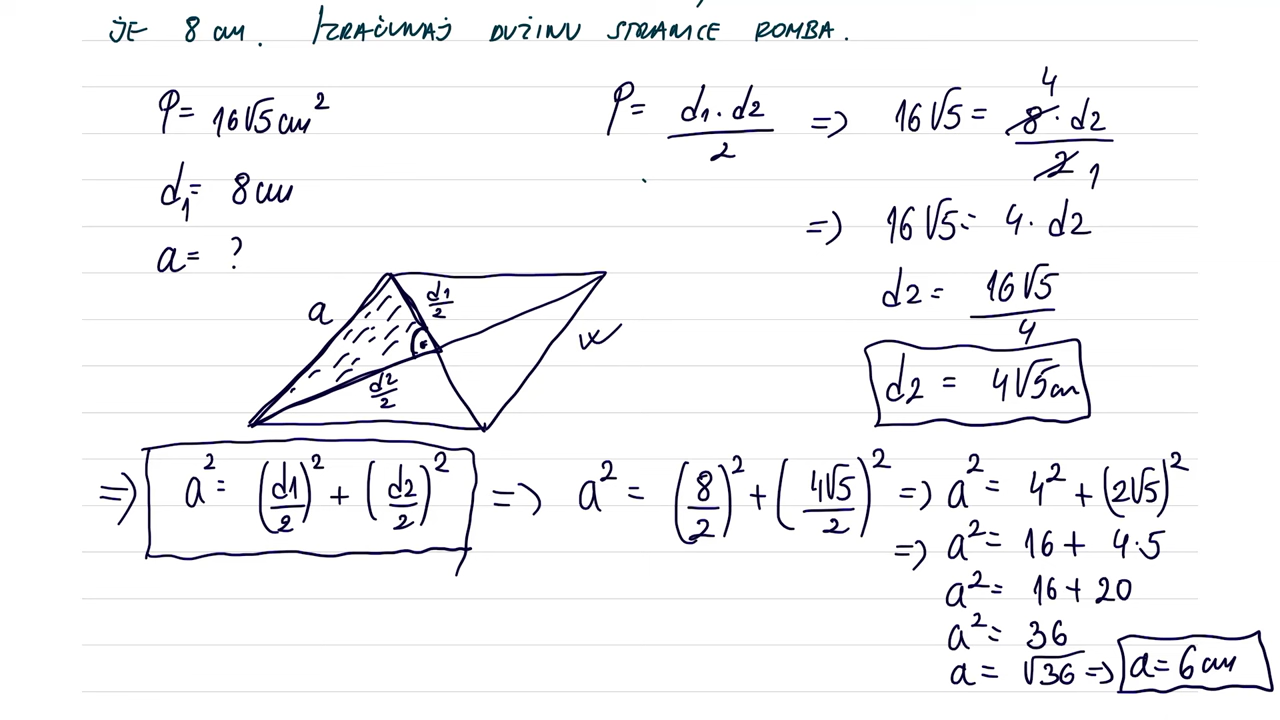 JE 8 cm. IZRAČUNAJ DUŽINU STRANICE ROMBA.
P = 16√5 cm²
d1 = 8 cm
a = ?
P = d1 · d2 / 2 => 16√5 = 8 · d2 / 2
4
1
=> 16√5 = 4 · d2
d2 = 16√5 / 4
d2 = 4√5 cm
a
d1/2
d2/2
=> a² = (d1/2)² + (d2/2)² => a² = (8/2)² + (4√5/2)² => a² = 4² + (2√5)²
=> a² = 16 + 4·5
a² = 16 + 20
a² = 36
a = √36 => a = 6 cm